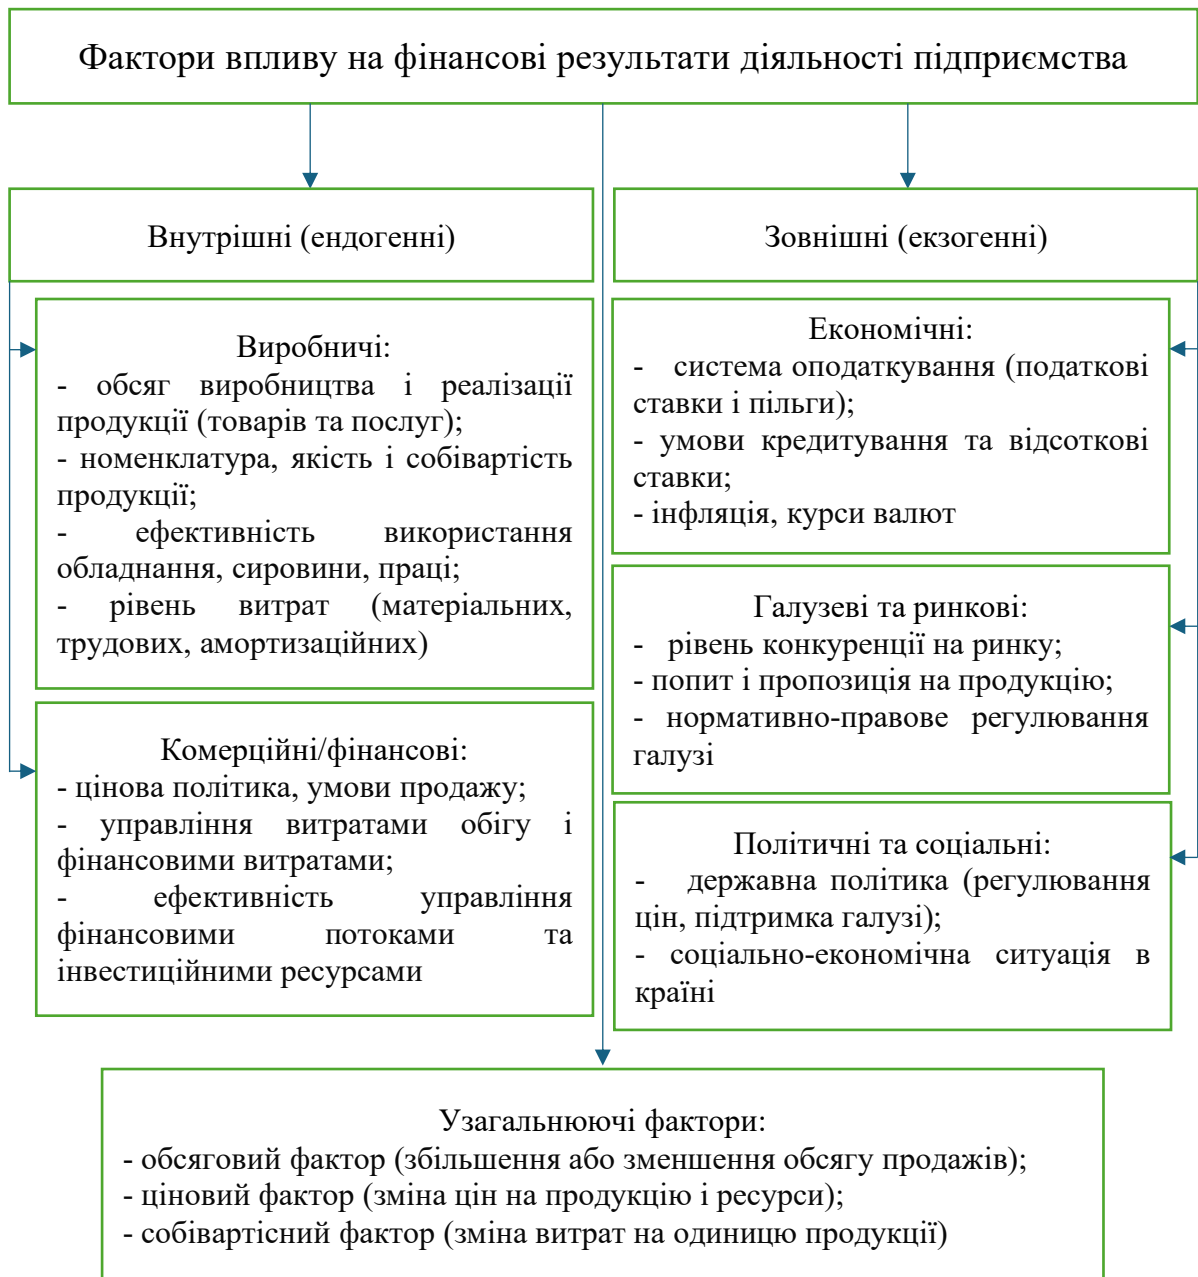 Фактори впливу на фінансові результати діяльності підприємства
Внутрішні (ендогенні)
Виробничі:
- обсяг виробництва і реалізації
продукції (товарів та послуг);
- номенклатура, якість і собівартість
продукції;
- ефективність використання
обладнання, сировини, праці;
- рівень витрат (матеріальних,
трудових, амортизаційних)
Комерційні/фінансові:
- цінова політика, умови продажу;
- управління витратами обігу і
фінансовими витратами;
- ефективність управління
фінансовими потоками та
інвестиційними ресурсами
Зовнішні (екзогенні)
Економічні:
- система оподаткування (податкові
ставки і пільги);
- умови кредитування та відсоткові
ставки;
- інфляція, курси валют
Галузеві та ринкові:
- рівень конкуренції на ринку;
- попит і пропозиція на продукцію;
- нормативно-правове регулювання
галузі
Політичні та соціальні:
- державна політика (регулювання
цін, підтримка галузі);
- соціально-економічна ситуація в
країні
Узагальнюючі фактори:
- обсяговий фактор (збільшення або зменшення обсягу продажів);
- ціновий фактор (зміна цін на продукцію і ресурси);
- собівартісний фактор (зміна витрат на одиницю продукції)